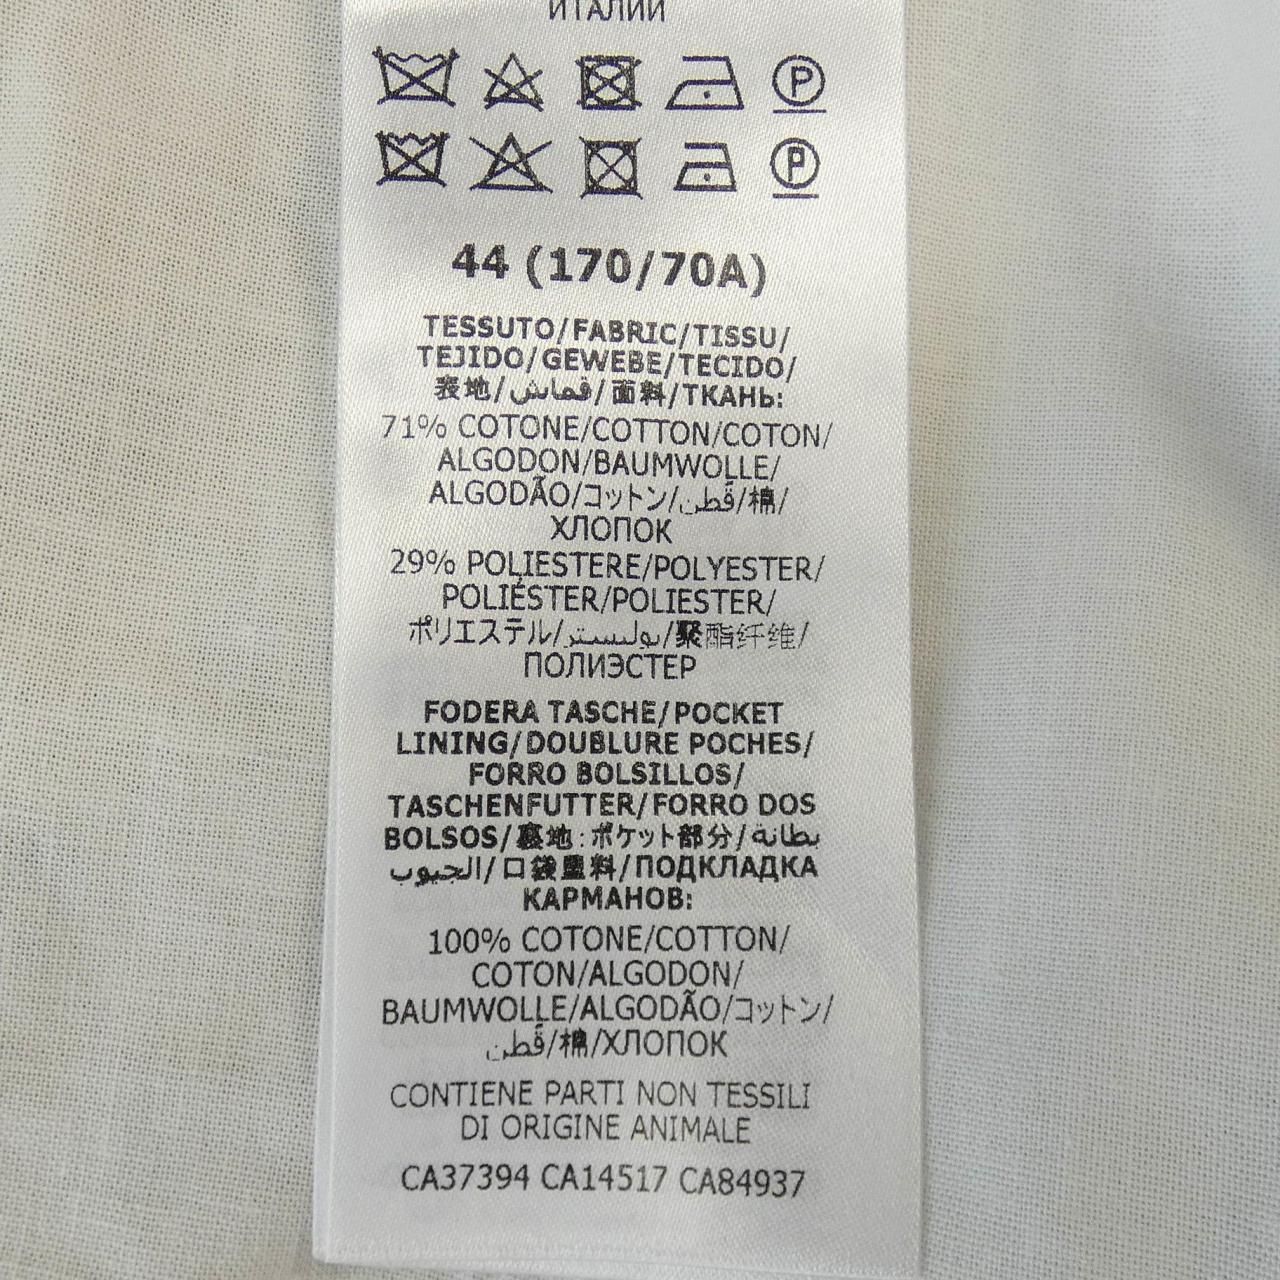 ИТАЛИИ
P
P
44 (170/70A)
TESSUTO/FABRIC/TISSU/
TEJIDO/GEWEBE/TECIDO/
表地/قماش/面料/ТКАНЬ:
71% COTONE/COTTON/COTON/
ALGODON/BAUMWOLLE/
ALGODÃO/コットン/قطن/棉/
ХЛОПОК
29% POLIESTERE/POLYESTER/
POLIÉSTER/POLIESTER/
ポリエステル/بوليستر/聚酯纤维/
ПОЛИЭСТЕР
FODERA TASCHE/POCKET
LINING/DOUBLURE POCHES/
FORRO BOLSILLOS/
TASCHENFUTTER/FORRO DOS
BOLSOS/裏地:ポケット部分/بطانة
الجيوب/口袋里料/ПОДКЛАДКА
КАРМАНОВ:
100% COTONE/COTTON/
COTON/ALGODON/
BAUMWOLLE/ALGODÃO/コットン/
قطن/棉/ХЛОПОК
CONTIENE PARTI NON TESSILI
DI ORIGINE ANIMALE
CA37394 CA14517 CA84937